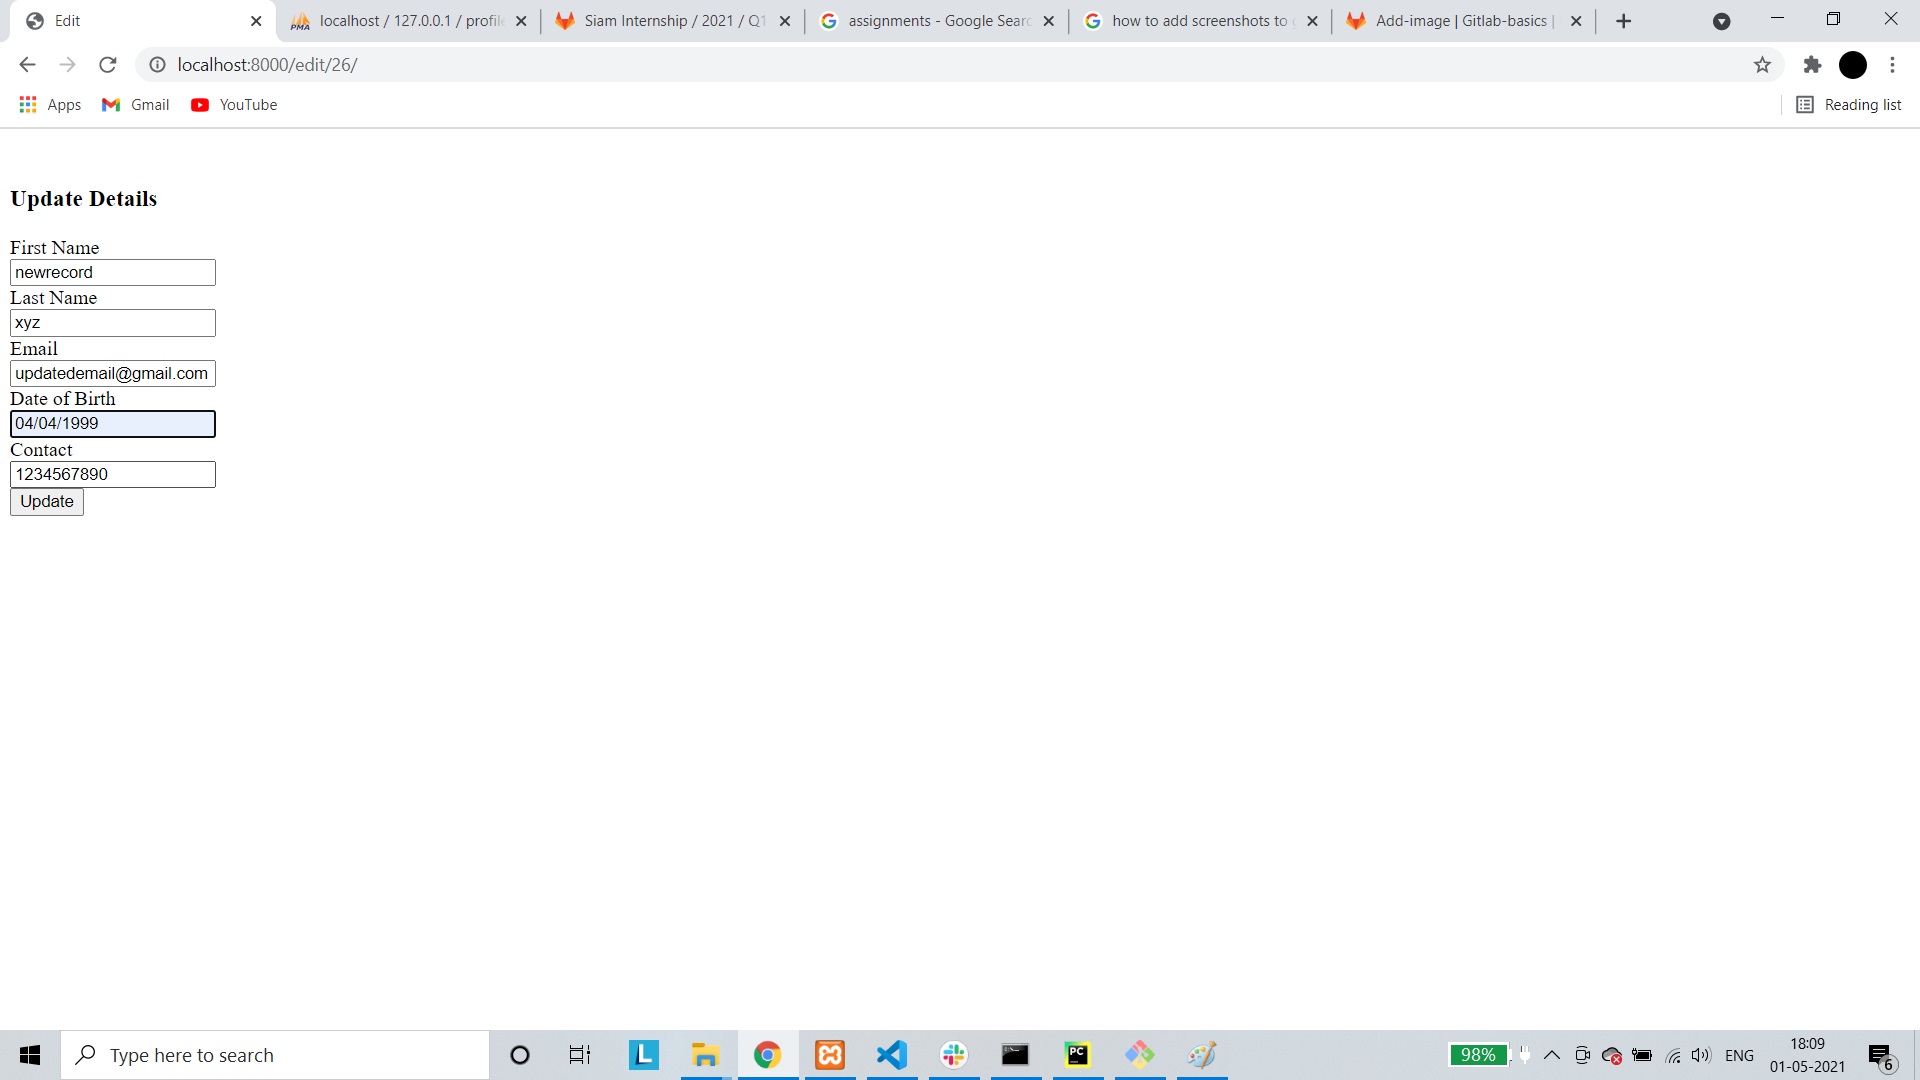 Edit
localhost / 127.0.0.1 / profile
Siam Internship / 2021 / Q1
assignments - Google Searc
how to add screenshots to g
Add-image | Gitlab-basics |
localhost:8000/edit/26/
Apps
Gmail
YouTube
Reading list
Update Details
First Name
newrecord
Last Name
xyz
Email
updatedemail@gmail.com
Date of Birth
04/04/1999
Contact
1234567890
Update
Type here to search
L
PC
98%
ENG
18:09
01-05-2021
6